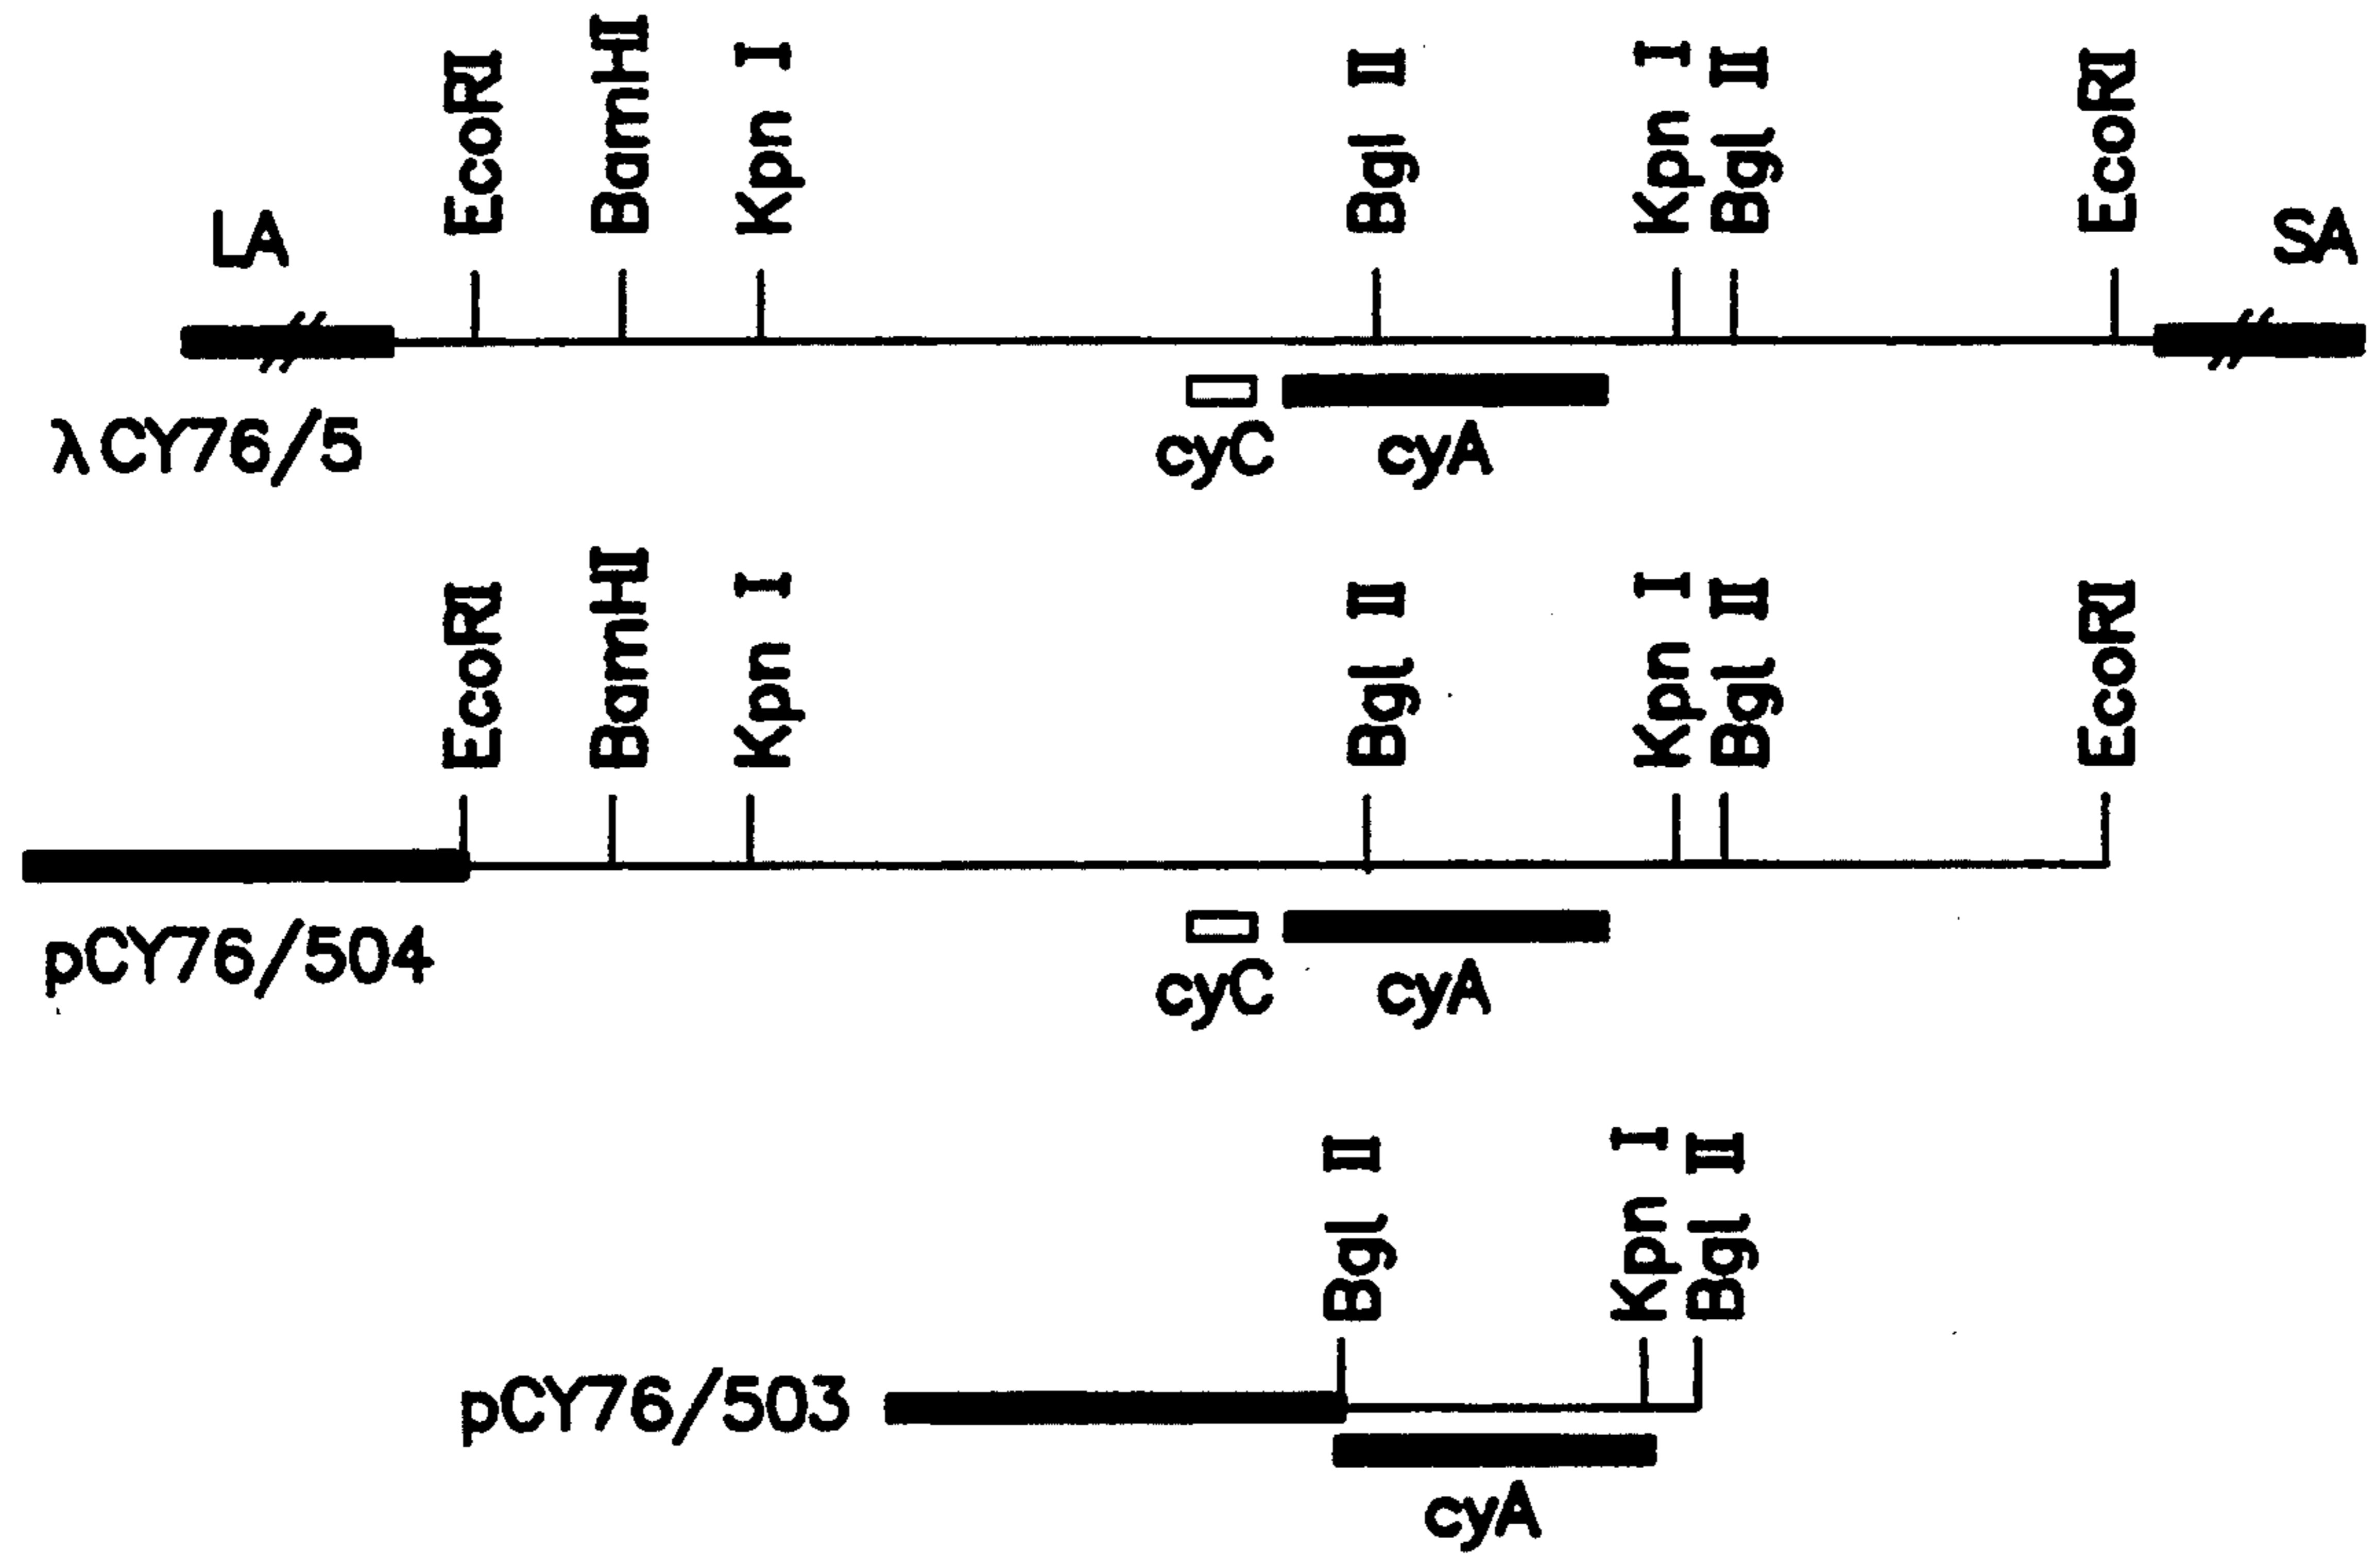 EcoRI BamHI Kpn I Bgl II Kpn I Bgl II EcoRI
LA SA
cyC cyA
λCY76/5
EcoRI BamHI Kpn I Bgl II Kpn I Bgl II EcoRI
pCY76/504
cyC cyA
Bgl II Kpn I Bgl II
pCY76/503
cyA